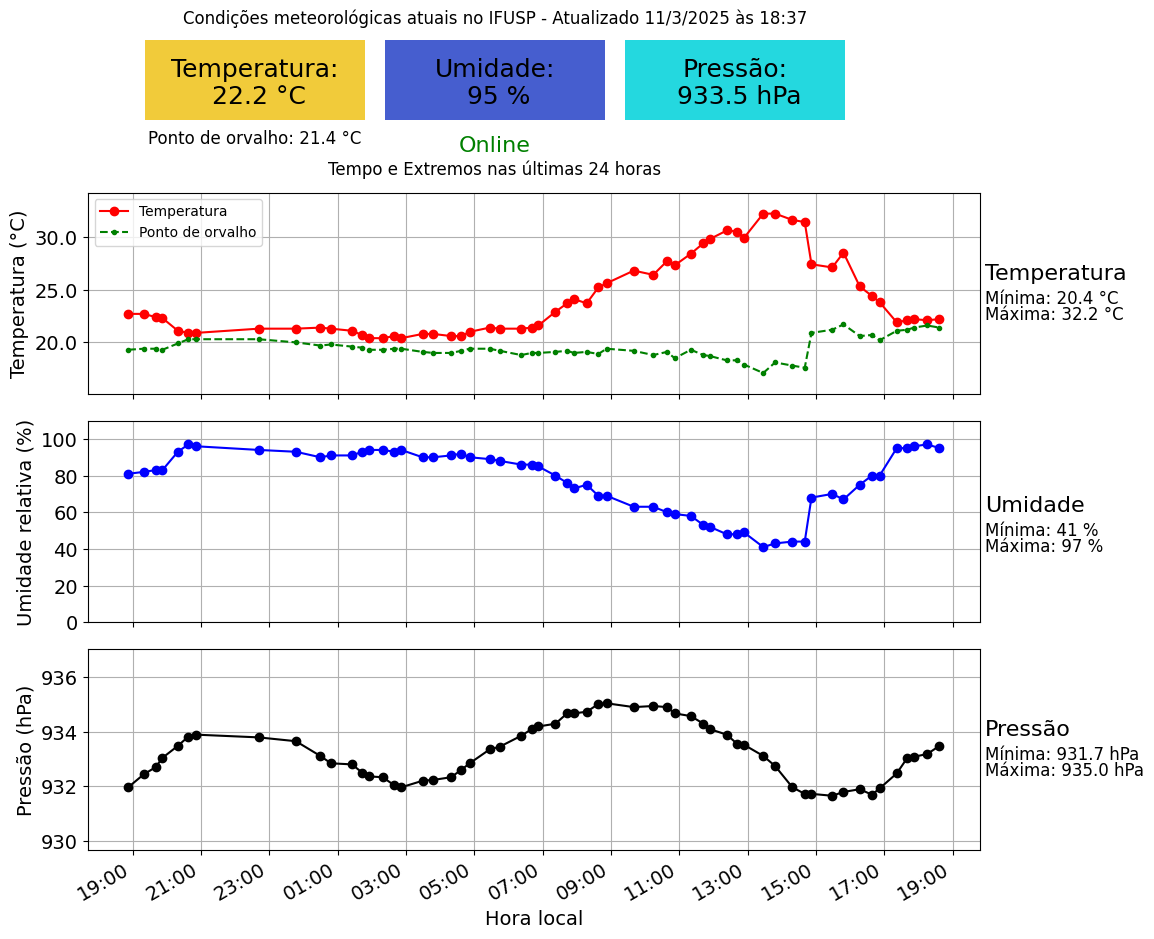 Condições meteorológicas atuais no IFUSP - Atualizado 11/3/2025 às 18:37
Temperatura:
22.2 °C
Umidade:
95 %
Pressão:
933.5 hPa
Ponto de orvalho: 21.4 °C
Online
Tempo e Extremos nas últimas 24 horas
Temperatura (°C)
30.0
25.0
20.0
Temperatura
Ponto de orvalho
Temperatura
Mínima: 20.4 °C
Máxima: 32.2 °C
Umidade relativa (%)
100
80
60
40
20
0
Umidade
Mínima: 41 %
Máxima: 97 %
Pressão (hPa)
936
934
932
930
Pressão
Mínima: 931.7 hPa
Máxima: 935.0 hPa
19:00 21:00 23:00 01:00 03:00 05:00 07:00 09:00 11:00 13:00 15:00 17:00 19:00
Hora local